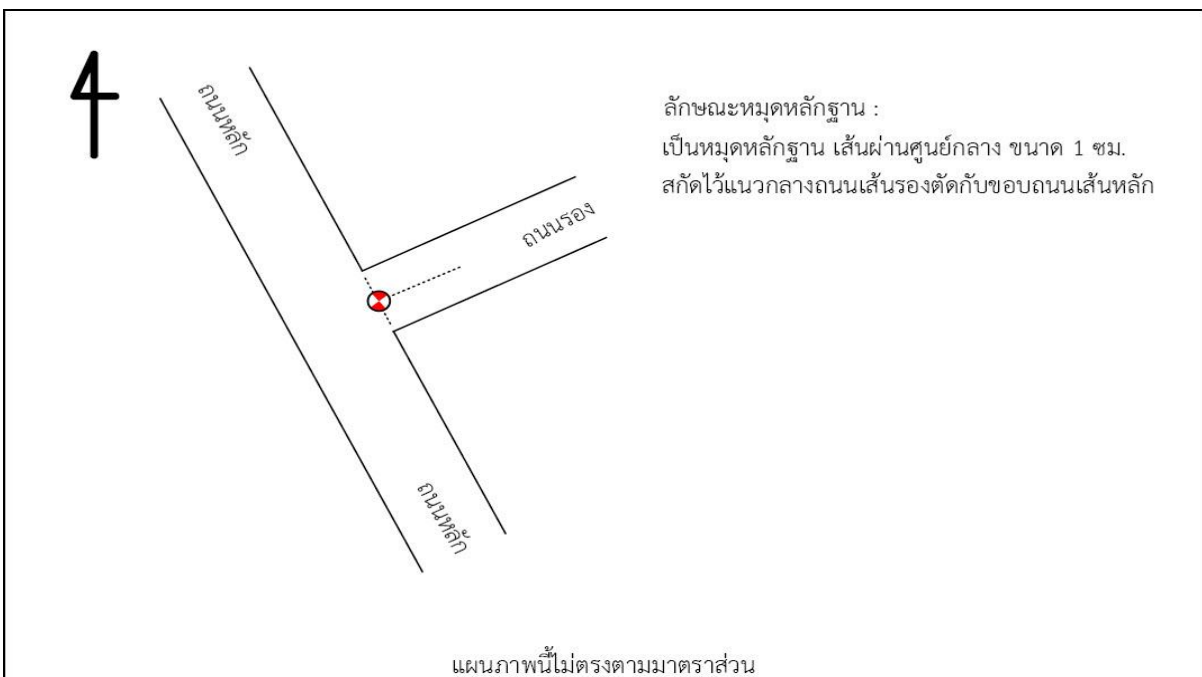 ถนนหลัก
ลักษณะหมุดหลักฐาน :
เป็นหมุดหลักฐาน เส้นผ่านศูนย์กลาง ขนาด 1 ซม.
สกัดไว้แนวกลางถนนเส้นรองตัดกับขอบถนนเส้นหลัก
ถนนรอง
ถนนหลัก
แผนภาพนี้ไม่ตรงตามมาตราส่วน